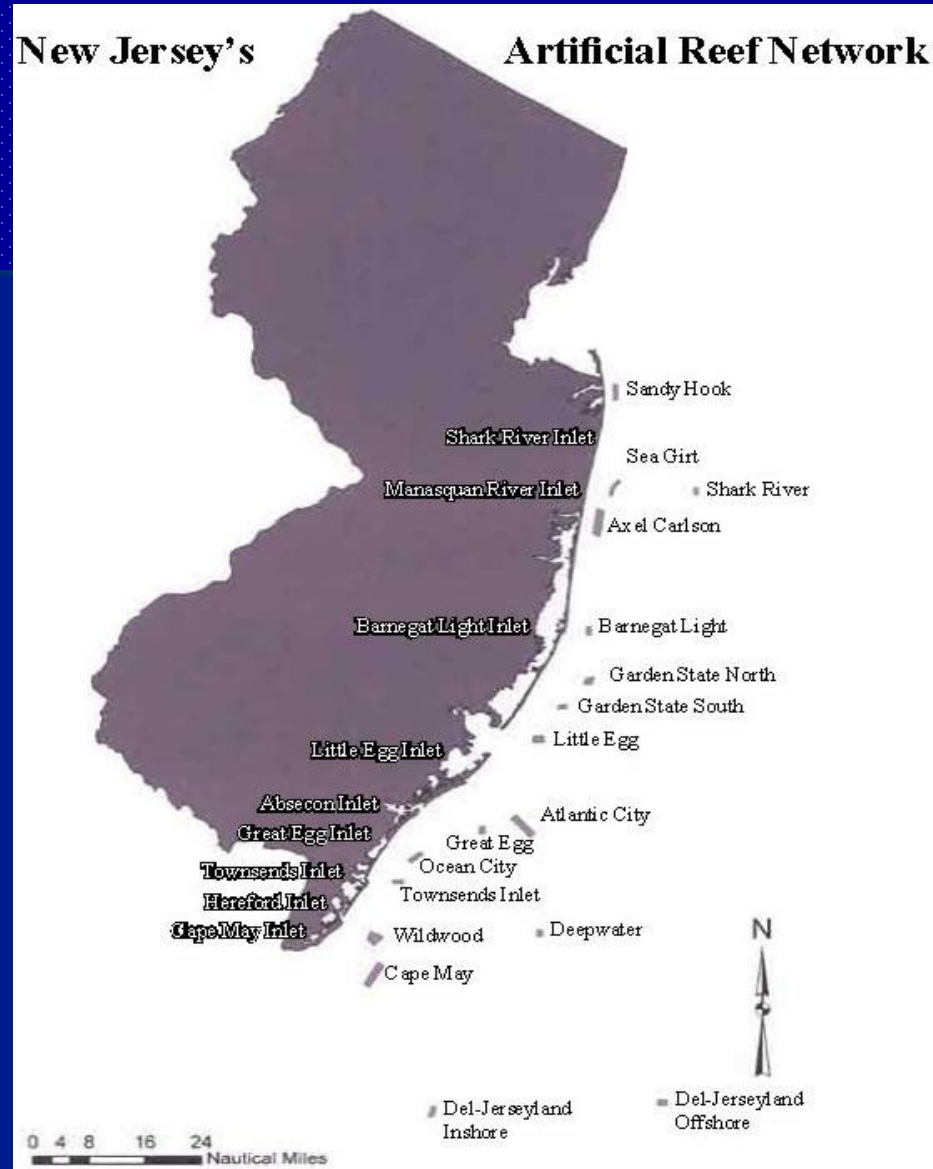 New Jersey's Artificial Reef Network
Sandy Hook
Shark River Inlet
Sea Girt
Manasquan River Inlet
Shark River
Axel Carlson
Barnegat Light Inlet
Barnegat Light
Garden State North
Garden State South
Little Egg Inlet
Little Egg
Absecon Inlet
Atlantic City
Great Egg Inlet
Great Egg
Ocean City
Townsends Inlet
Townsends Inlet
Hereford Inlet
Cape May Inlet
Wildwood
Deepwater
N
Cape May
Del-Jerseyland
Inshore
Del-Jerseyland
Offshore
0 4 8 16 24
Nautical Miles